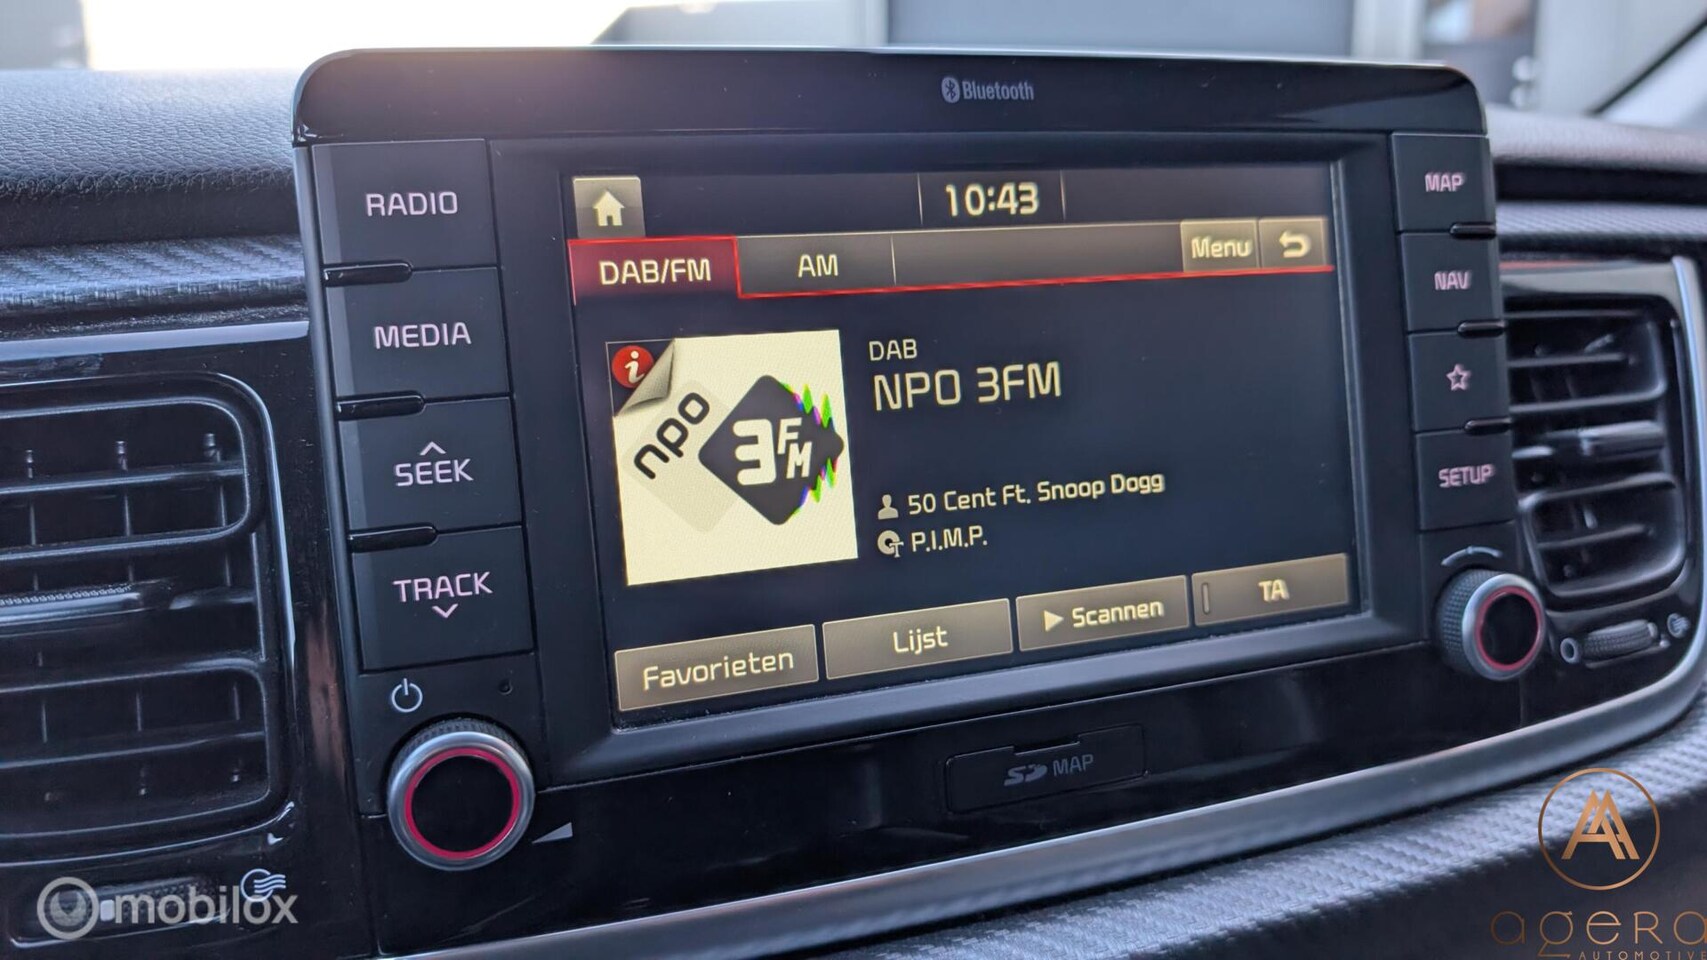 Bluetooth
RADIO
MEDIA
SEEK
TRACK
10:43
DAB/FM
AM
Menu
i
npo
3FM
DAB
NPO 3FM
50 Cent Ft. Snoop Dogg
P.I.M.P.
Favorieten
Lijst
Scannen
TA
MAP
NAV
SETUP
SD MAP
mobilox
agera
AUTOMOTIVE